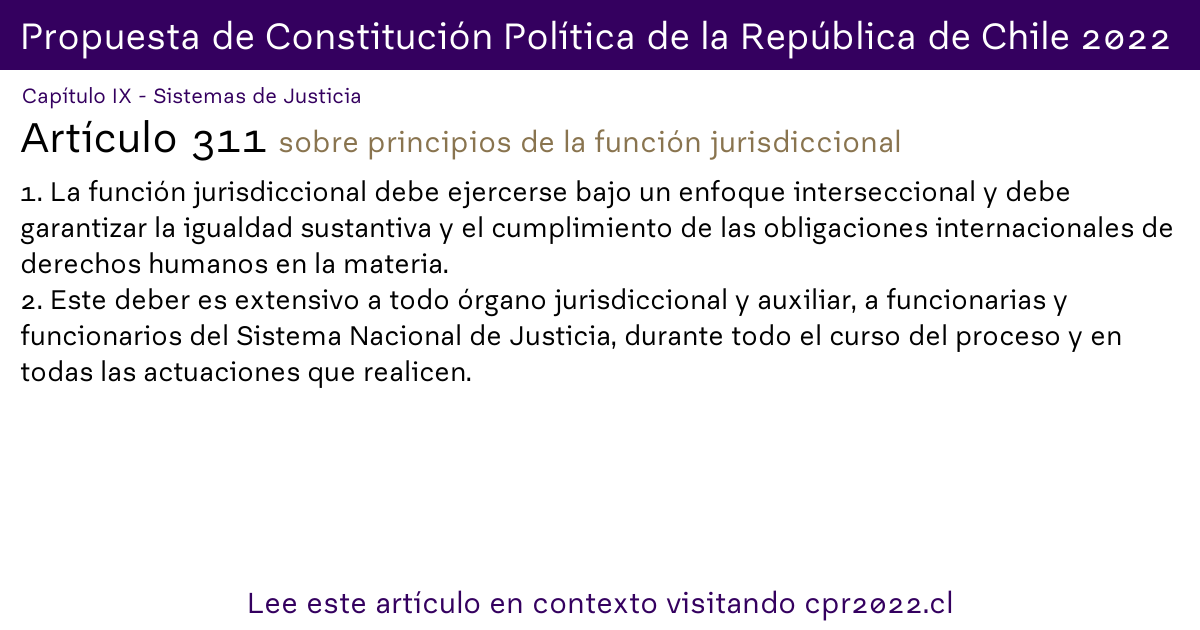 Propuesta de Constitución Política de la República de Chile 2022
Capítulo IX - Sistemas de Justicia
Artículo 311 sobre principios de la función jurisdiccional
1. La función jurisdiccional debe ejercerse bajo un enfoque interseccional y debe
garantizar la igualdad sustantiva y el cumplimiento de las obligaciones internacionales de
derechos humanos en la materia.
2. Este deber es extensivo a todo órgano jurisdiccional y auxiliar, a funcionarias y
funcionarios del Sistema Nacional de Justicia, durante todo el curso del proceso y en
todas las actuaciones que realicen.
Lee este artículo en contexto visitando cpr2022.cl